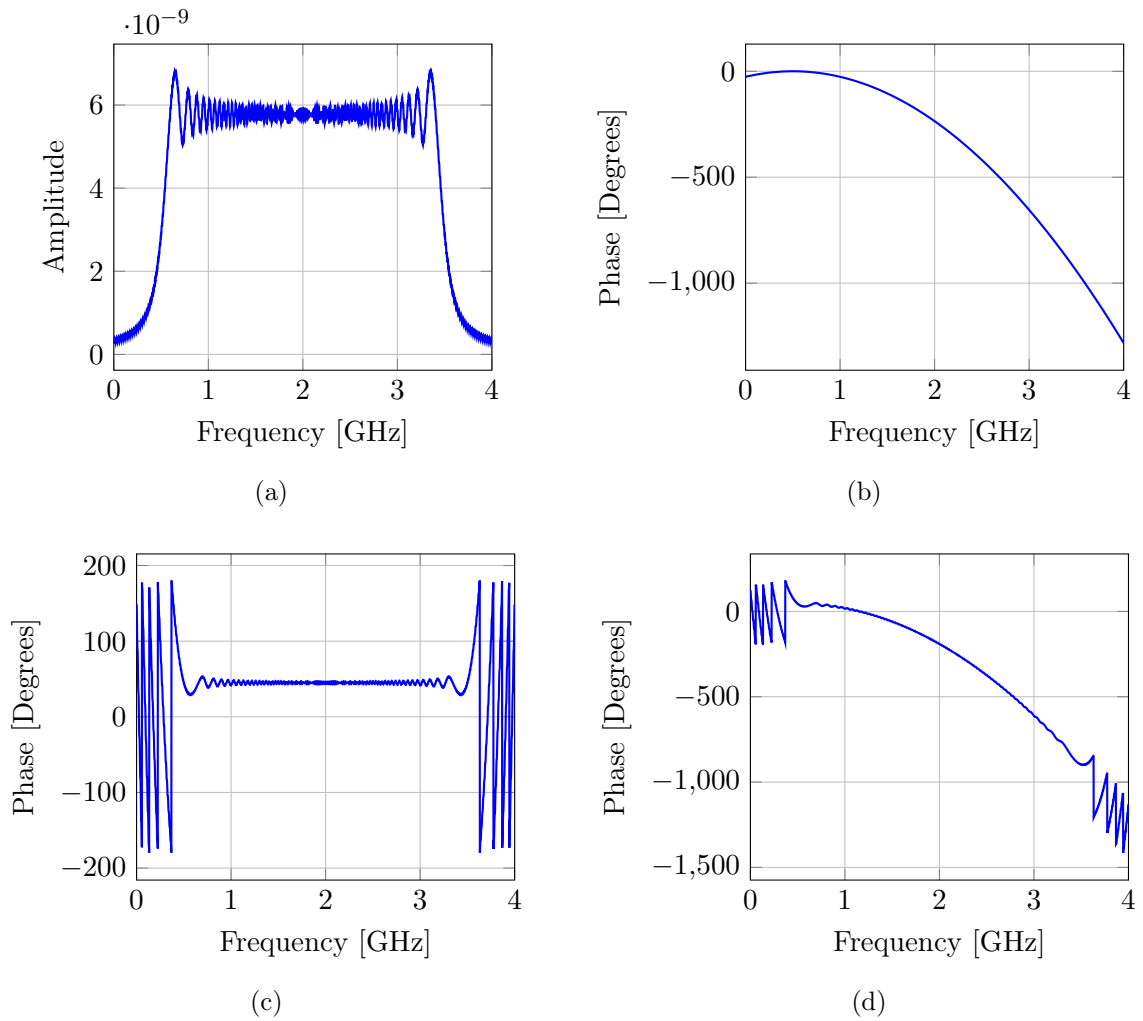 ·10⁻⁹
6
4
2
0
Amplitude
0 1 2 3 4
Frequency [GHz]
(a)
0
−500
−1,000
Phase [Degrees]
0 1 2 3 4
Frequency [GHz]
(b)
200
100
0
−100
−200
Phase [Degrees]
0 1 2 3 4
Frequency [GHz]
(c)
0
−500
−1,000
−1,500
Phase [Degrees]
0 1 2 3 4
Frequency [GHz]
(d)